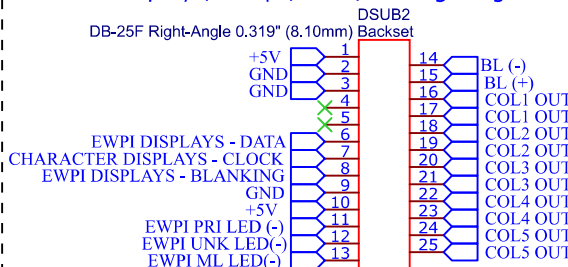 DSUB2
DB-25F Right-Angle 0.319" (8.10mm) Backset
+5V 1
GND 2
GND 3
4
5
EWPI DISPLAYS - DATA 6
CHARACTER DISPLAYS - CLOCK 7
EWPI DISPLAYS - BLANKING 8
GND 9
+5V 10
EWPI PRI LED (-) 11
EWPI UNK LED(-) 12
EWPI ML LED(-) 13
14 BL (-)
15 BL (+)
16 COL1 OUT
17 COL1 OUT
18 COL2 OUT
19 COL2 OUT
20 COL3 OUT
21 COL3 OUT
22 COL4 OUT
23 COL4 OUT
24 COL5 OUT
25 COL5 OUT